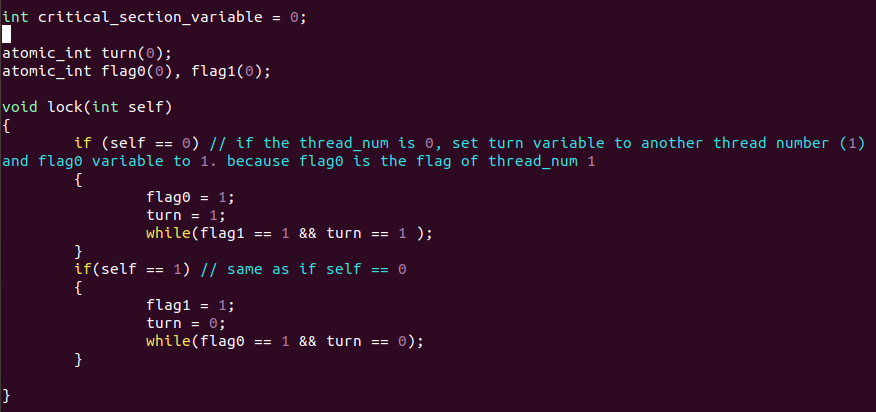 int critical_section_variable = 0;
atomic_int turn(0);
atomic_int flag0(0), flag1(0);
void lock(int self)
{
if (self == 0) // if the thread_num is 0, set turn variable to another thread number (1)
and flag0 variable to 1. because flag0 is the flag of thread_num 1
{
flag0 = 1;
turn = 1;
while(flag1 == 1 && turn == 1 );
}
if(self == 1) // same as if self == 0
{
flag1 = 1;
turn = 0;
while(flag0 == 1 && turn == 0);
}
}